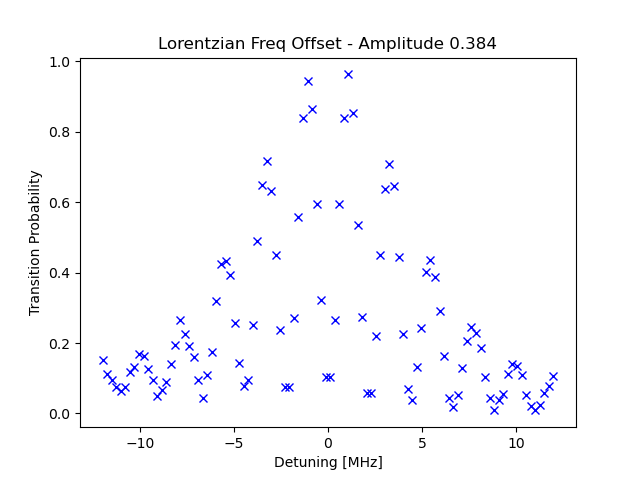 Lorentzian Freq Offset - Amplitude 0.384
1.0
0.8
0.6
0.4
0.2
0.0
Transition Probability
−10 −5 0 5 10
Detuning [MHz]